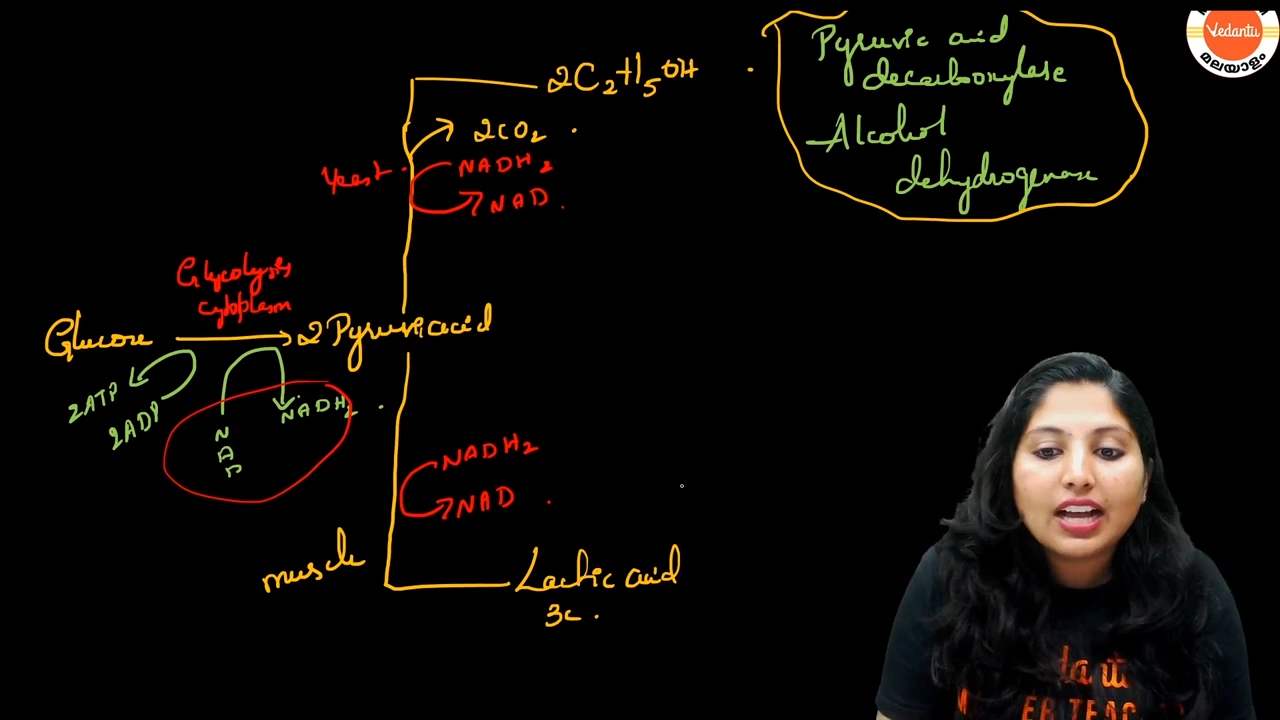 Pyruvic acid
decarboxylase
Alcohol
dehydrogenase
Vedantu
മലയാളം
2C2H5OH
2CO2
Yeast
NADH2
NAD
Glycolysis
cytoplasm
Glucose
2 Pyruvic acid
2ATP
2ADP
NAD
NADH2
NADH2
NAD
muscle
Lactic acid
3C